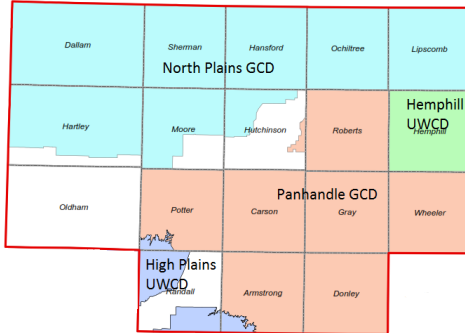 Dallam
Sherman
Hansford
Ochiltree
Lipscomb
North Plains GCD
Hemphill
UWCD
Hartley
Moore
Hutchinson
Roberts
Hemphill
Panhandle GCD
Oldham
Potter
Carson
Gray
Wheeler
High Plains
UWCD
Randall
Armstrong
Donley